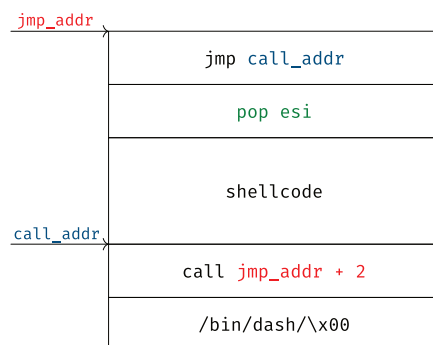 jmp_addr
jmp call_addr
pop esi
shellcode
call_addr
call jmp_addr + 2
/bin/dash/\x00